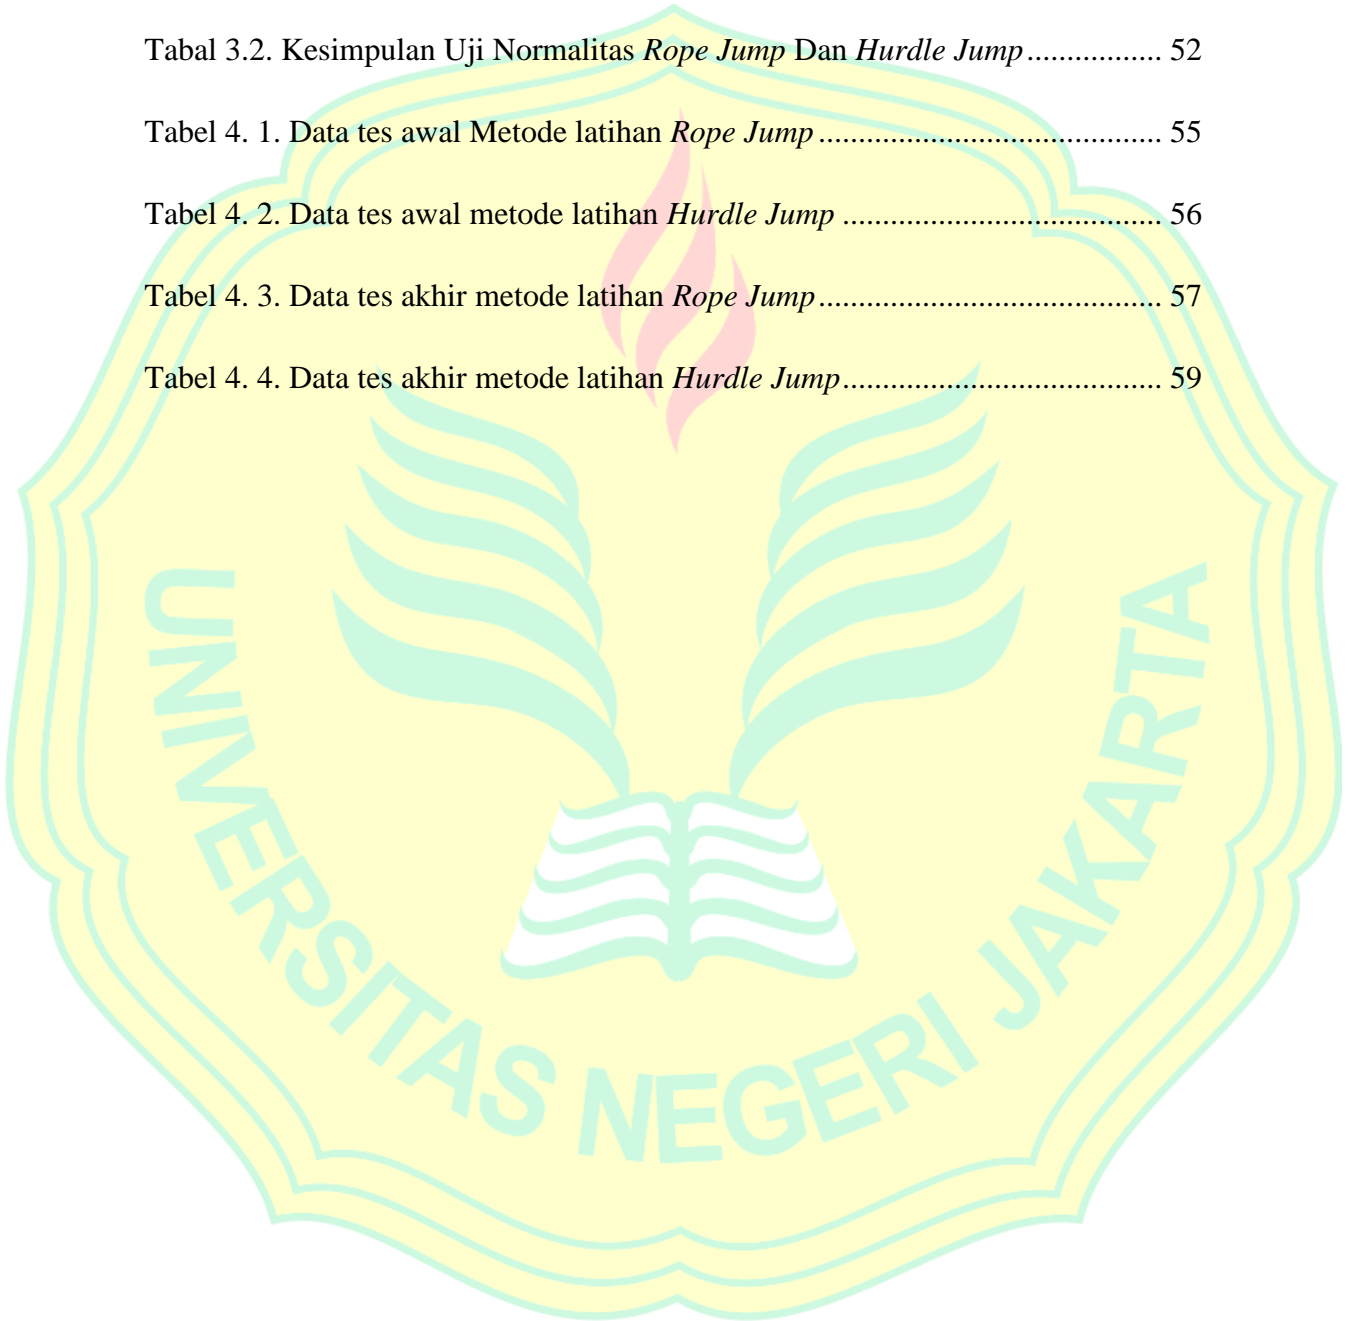 Tabal 3.2. Kesimpulan Uji Normalitas Rope Jump Dan Hurdle Jump ................. 52
Tabel 4. 1. Data tes awal Metode latihan Rope Jump ........................................... 55
Tabel 4. 2. Data tes awal metode latihan Hurdle Jump ........................................ 56
Tabel 4. 3. Data tes akhir metode latihan Rope Jump ........................................... 57
Tabel 4. 4. Data tes akhir metode latihan Hurdle Jump ........................................ 59
UNIVERSITAS NEGERI JAKARTA